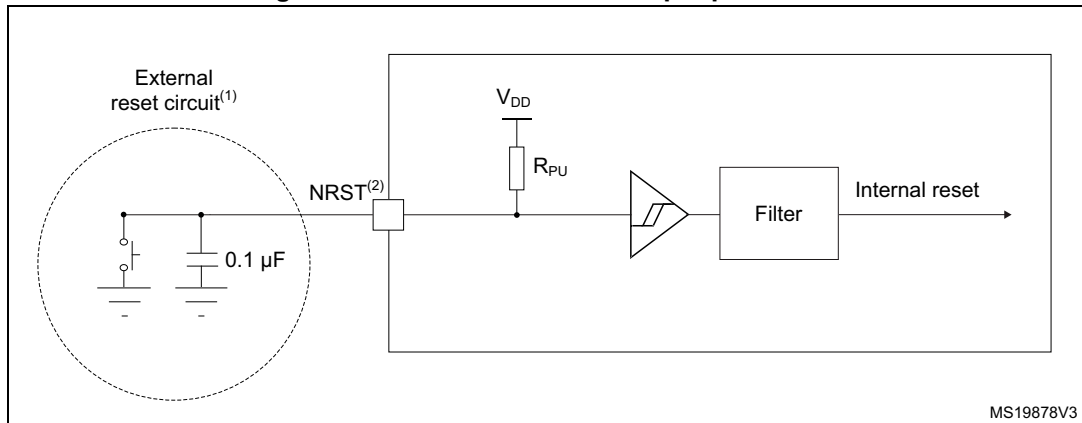 External
reset circuit(1)
VDD
RPU
NRST(2)
0.1 µF
Filter
Internal reset
MS19878V3